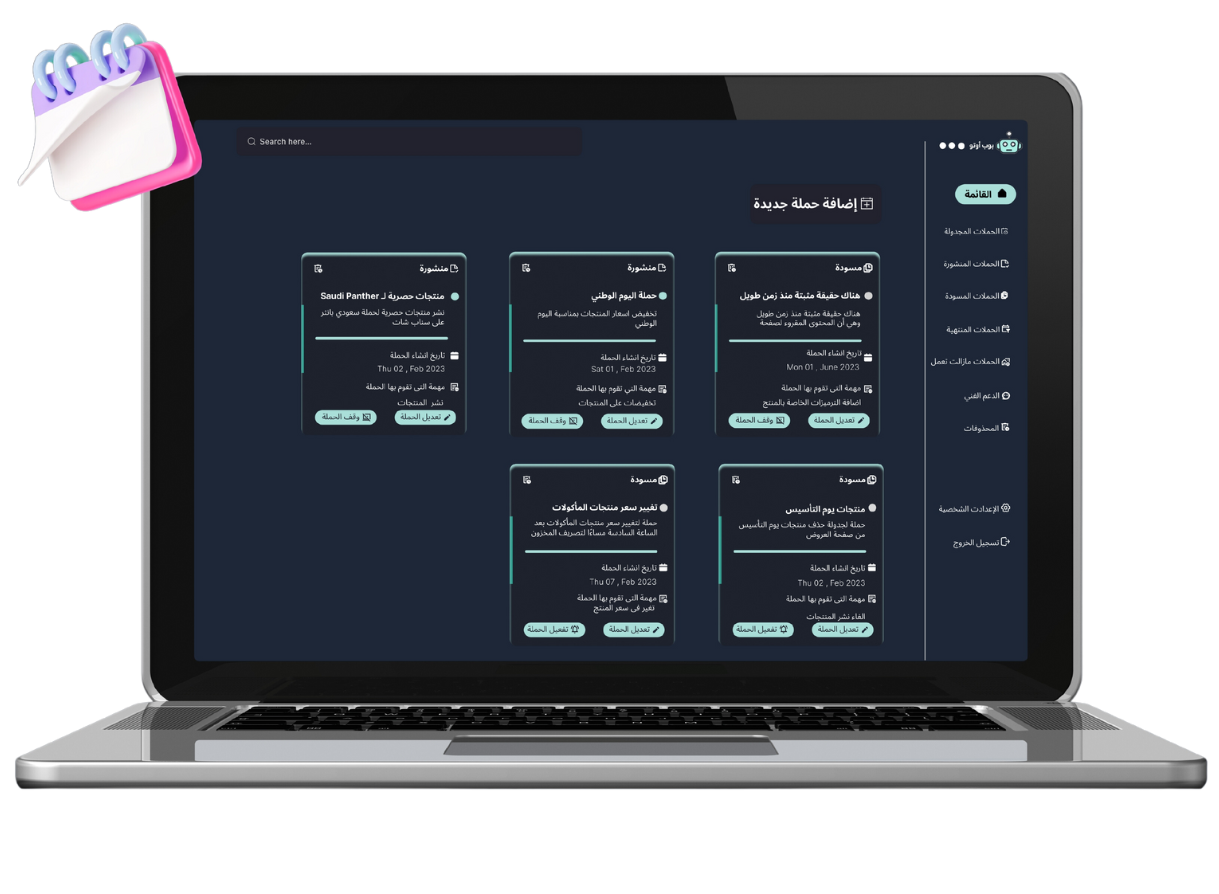 Search here...
بوب أوتو
القائمة
الحملات المجدولة
الحملات المنشورة
الحملات المسودة
الحملات المنتهية
الحملات مازالت تعمل
الدعم الفني
المحذوفات
الإعدادات الشخصية
تسجيل الخروج
إضافة حملة جديدة
مسودة
هناك حقيقة مثبتة منذ زمن طويل
هناك حقيقة مثبتة منذ زمن طويل
وهي أن المحتوى المقروء لصفحة
تاريخ انشاء الحملة
Mon 01 , June 2023
مهمة التى تقوم بها الحملة
اضافة الترميزات الخاصة بالمنتج
تعديل الحملة
وقف الحملة
منشورة
حملة اليوم الوطني
تخفيض اسعار المنتجات بمناسبة اليوم
الوطني
تاريخ انشاء الحملة
Sat 01 , Feb 2023
مهمة التى تقوم بها الحملة
تخفيضات على المنتجات
تعديل الحملة
وقف الحملة
منشورة
منتجات حصرية لـ Saudi Panther
نشر منتجات حصرية لحملة سعودي بانثر
على سناب شات
تاريخ انشاء الحملة
Thu 02 , Feb 2023
مهمة التى تقوم بها الحملة
نشر المنتجات
تعديل الحملة
وقف الحملة
مسودة
منتجات يوم التأسيس
حملة لجدولة حذف منتجات يوم التأسيس
من صفحة العروض
تاريخ انشاء الحملة
Thu 02 , Feb 2023
مهمة التى تقوم بها الحملة
الغاء نشر المنتجات
تعديل الحملة
تفعيل الحملة
مسودة
تغيير سعر منتجات المأكولات
حملة لتغيير سعر منتجات المأكولات بعد
الساعة السادسة مساءًا لتصريف المخزون
تاريخ انشاء الحملة
Thu 07 , Feb 2023
مهمة التى تقوم بها الحملة
تغير فى سعر المنتج
تعديل الحملة
تفعيل الحملة